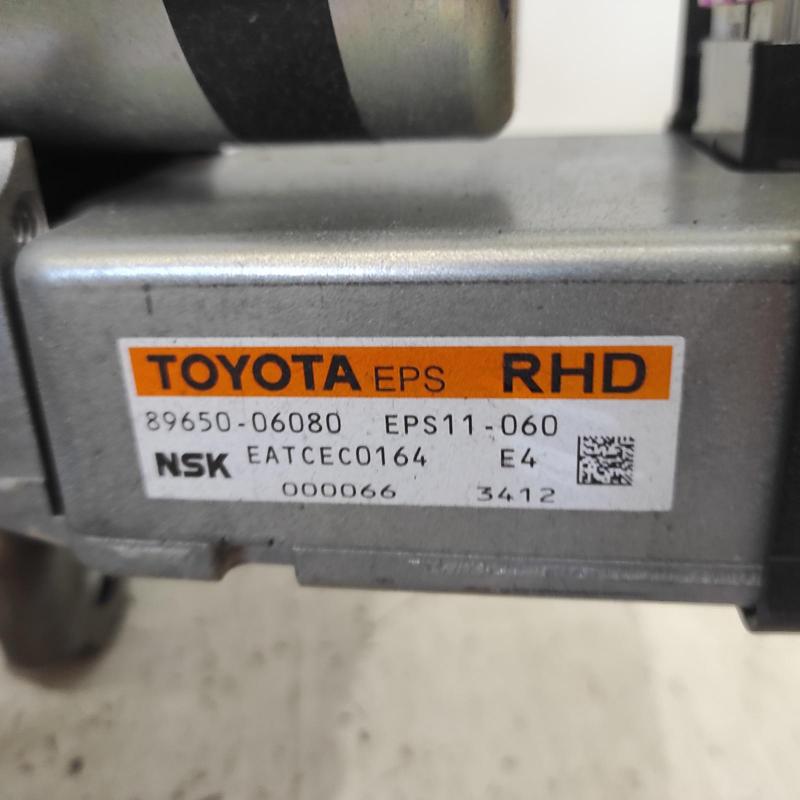 TOYOTA EPS RHD
89650-06080 EPS11-060
NSK EATCEC0164 E4
000066 3412